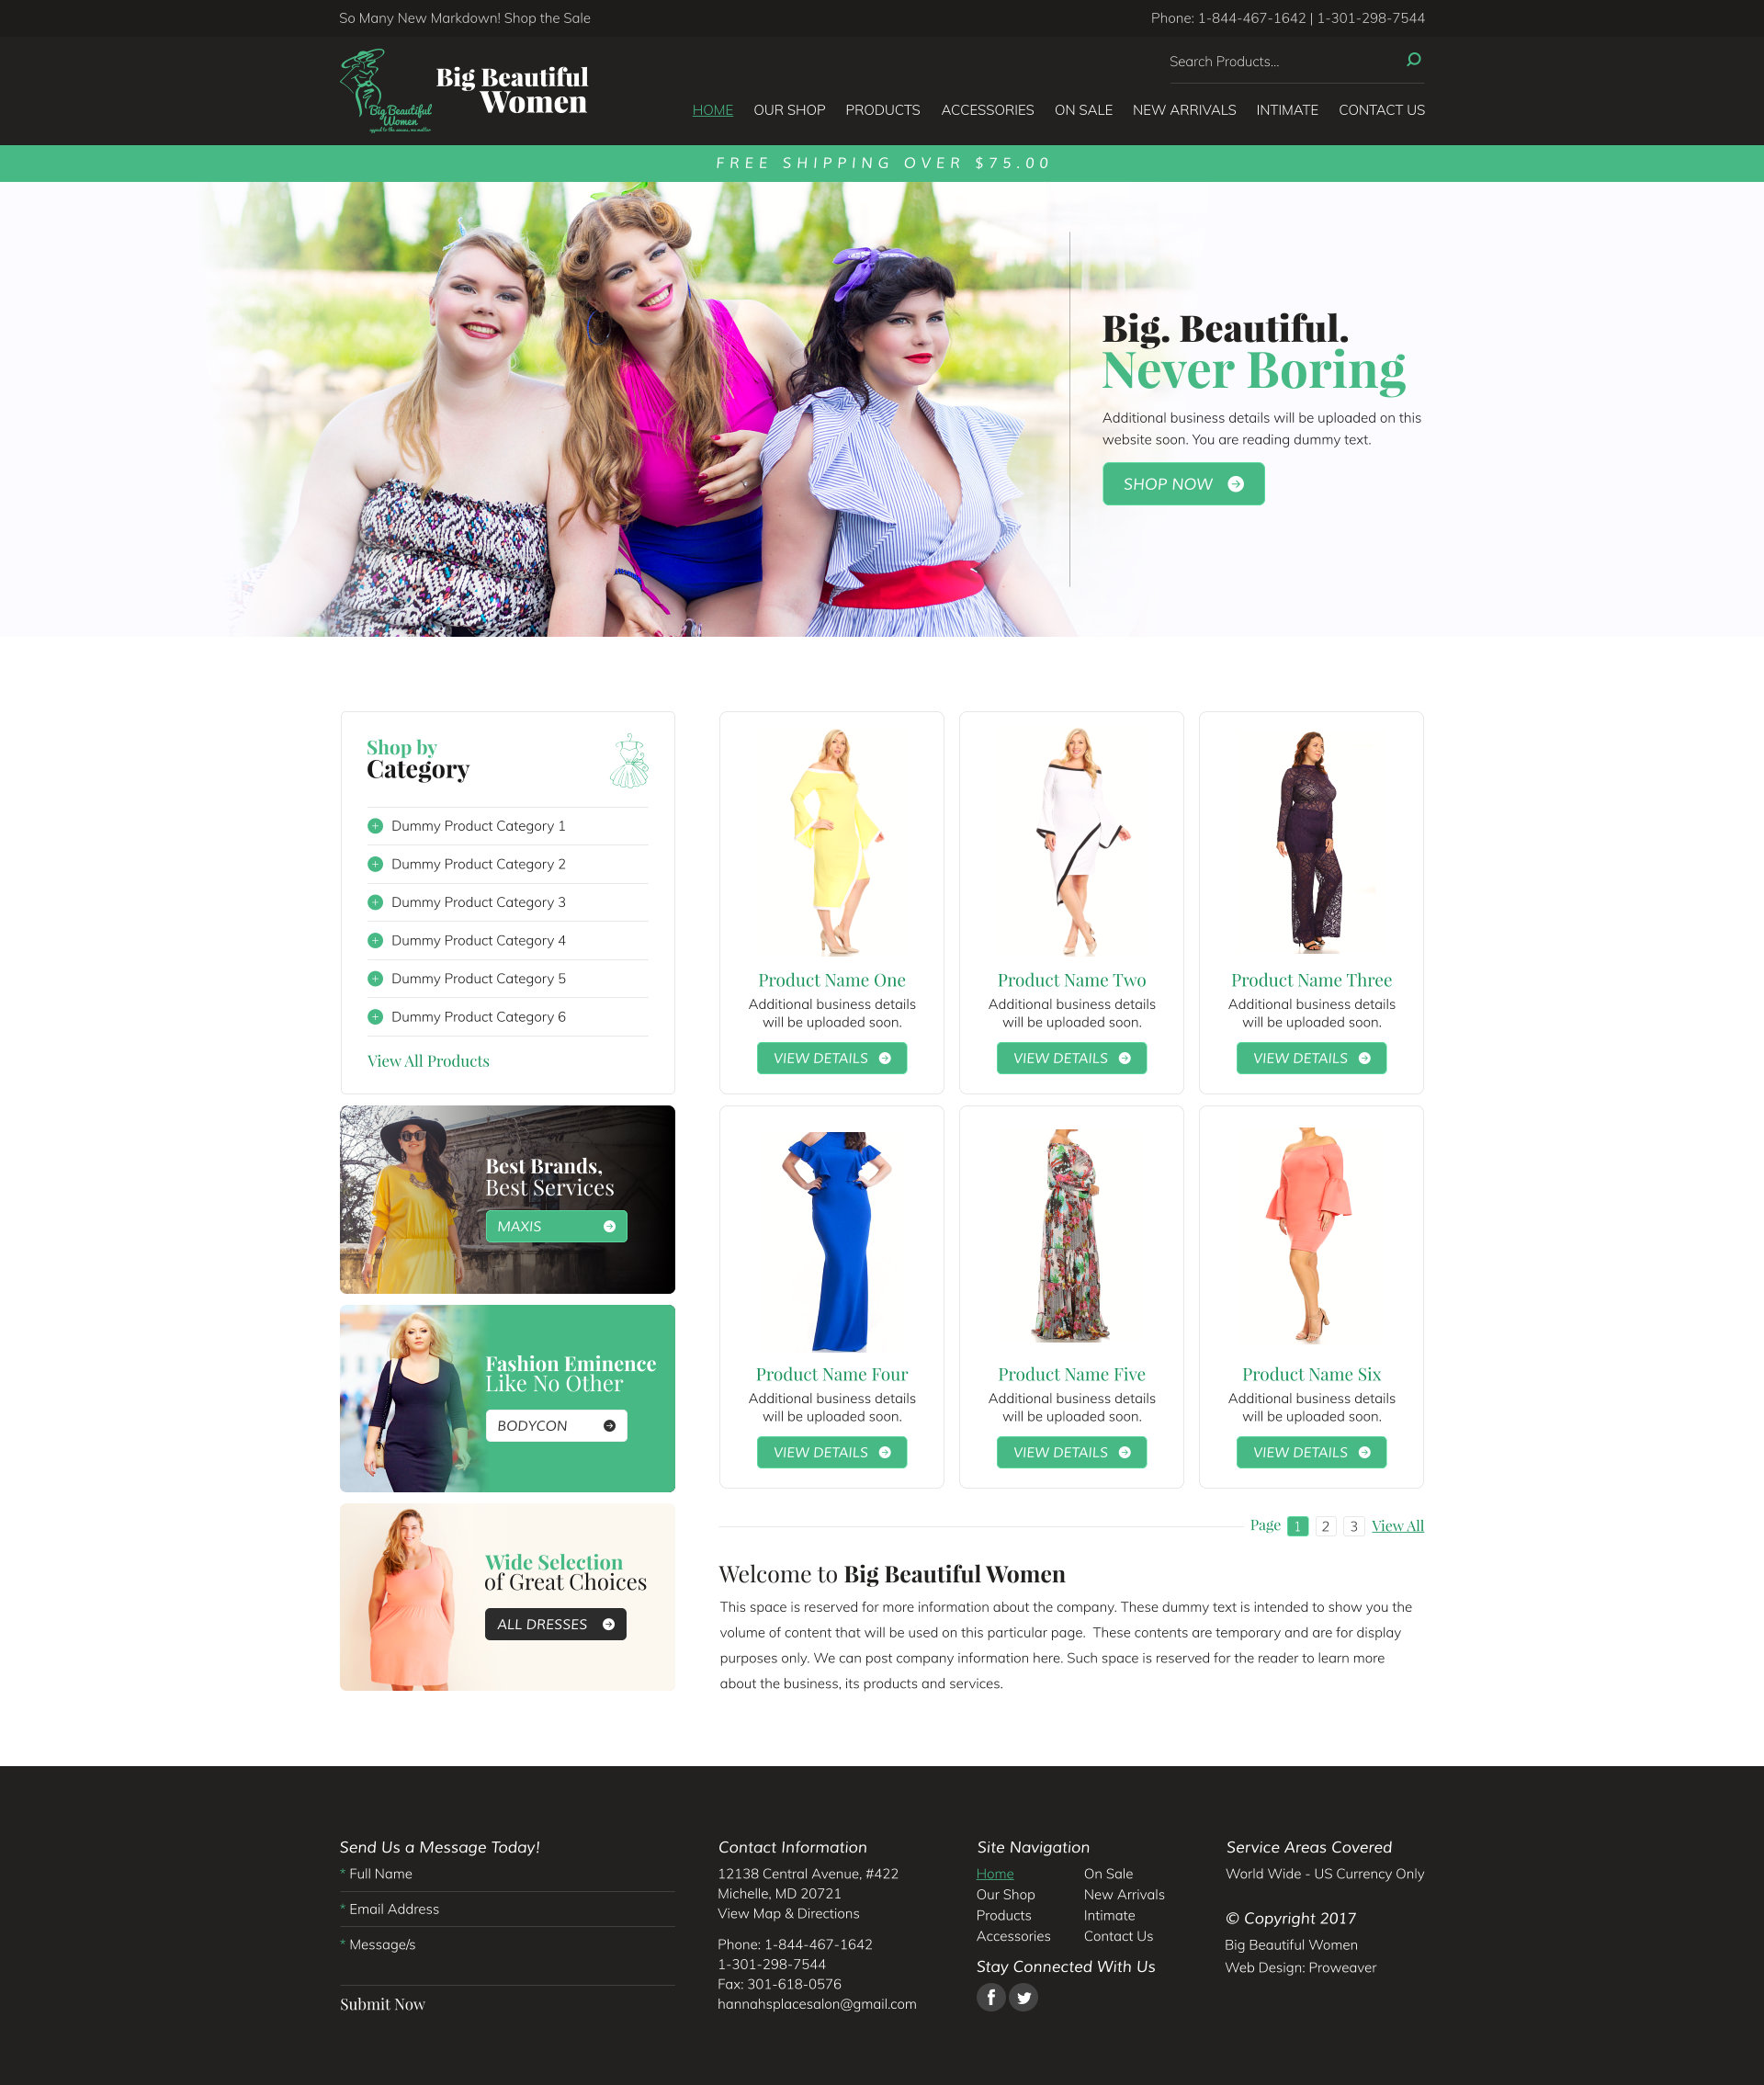 So Many New Markdown! Shop the Sale
Phone: 1-844-467-1642 | 1-301-298-7544
Search Products...
Big Beautiful
Women
Big Beautiful
Women
HOME OUR SHOP PRODUCTS ACCESSORIES ON SALE NEW ARRIVALS INTIMATE CONTACT US
FREE SHIPPING OVER $75.00
Big. Beautiful.
Never Boring
Additional business details will be uploaded on this
website soon. You are reading dummy text.
SHOP NOW
Shop by
Category
Dummy Product Category 1
Dummy Product Category 2
Dummy Product Category 3
Dummy Product Category 4
Dummy Product Category 5
Dummy Product Category 6
View All Products
Product Name One
Additional business details
will be uploaded soon.
VIEW DETAILS
Product Name Two
Additional business details
will be uploaded soon.
VIEW DETAILS
Product Name Three
Additional business details
will be uploaded soon.
VIEW DETAILS
Best Brands,
Best Services
MAXIS
Fashion Eminence
Like No Other
BODYCON
Wide Selection
of Great Choices
ALL DRESSES
Product Name Four
Additional business details
will be uploaded soon.
VIEW DETAILS
Product Name Five
Additional business details
will be uploaded soon.
VIEW DETAILS
Product Name Six
Additional business details
will be uploaded soon.
VIEW DETAILS
Page 1 2 3 View All
Welcome to Big Beautiful Women
This space is reserved for more information about the company. These dummy text is intended to show you the
volume of content that will be used on this particular page.  These contents are temporary and are for display
purposes only. We can post company information here. Such space is reserved for the reader to learn more
about the business, its products and services.
Send Us a Message Today!
* Full Name
* Email Address
* Message/s
Submit Now
Contact Information
12138 Central Avenue, #422
Michelle, MD 20721
View Map & Directions
Phone: 1-844-467-1642
1-301-298-7544
Fax: 301-618-0576
hannahsplacesalon@gmail.com
Site Navigation
Home
Our Shop
Products
Accessories
On Sale
New Arrivals
Intimate
Contact Us
Stay Connected With Us
Service Areas Covered
World Wide - US Currency Only
© Copyright 2017
Big Beautiful Women
Web Design: Proweaver